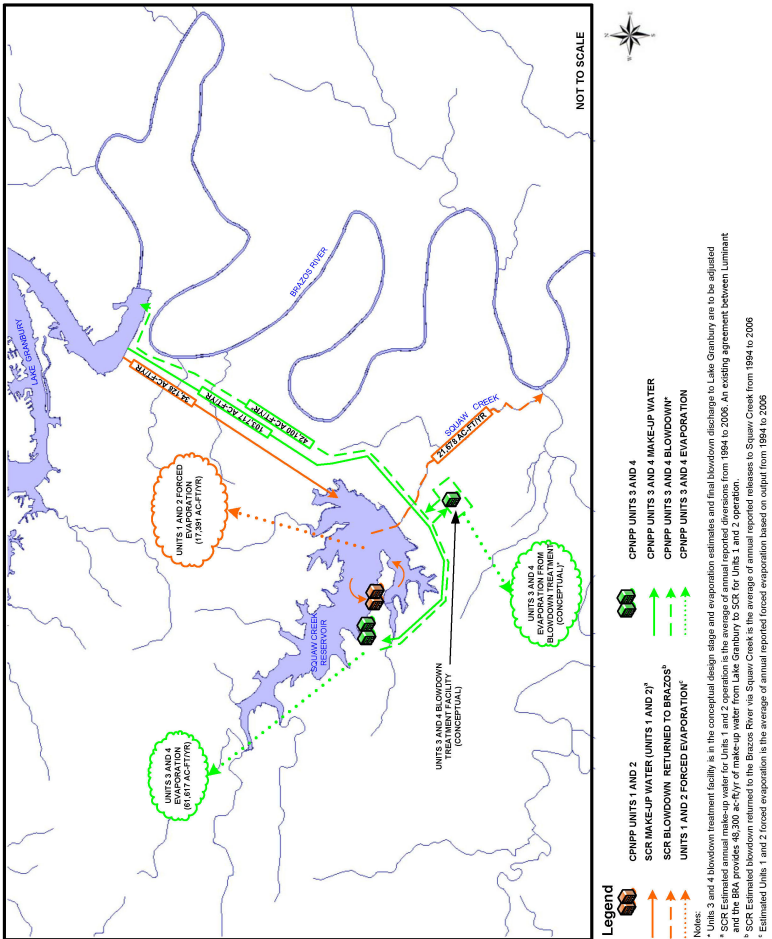 LAKE GRANBURY
BRAZOS RIVER
NOT TO SCALE
AC-FT/YR
103,717 AC-FT/YR
42,100 AC-FT/YR*
UNITS 1 AND 2 FORCED
EVAPORATION
(17,391 AC-FT/YR)
SQUAW CREEK
21,678 AC-FT/YR
SQUAW CREEK
RESERVOIR
UNITS 3 AND 4
EVAPORATION
(61,617 AC-FT/YR)
UNITS 3 AND 4 BLOWDOWN
TREATMENT FACILITY
(CONCEPTUAL)
UNITS 3 AND 4
EVAPORATION FROM
BLOWDOWN TREATMENT
(CONCEPTUAL)*
Legend
CPNPP UNITS 1 AND 2
SCR MAKE-UP WATER (UNITS 1 AND 2)ᵃ
SCR BLOWDOWN RETURNED TO BRAZOSᵇ
UNITS 1 AND 2 FORCED EVAPORATIONᶜ
CPNPP UNITS 3 AND 4
CPNPP UNITS 3 AND 4 MAKE-UP WATER
CPNPP UNITS 3 AND 4 BLOWDOWN*
CPNPP UNITS 3 AND 4 EVAPORATION
Notes:
* Units 3 and 4 blowdown treatment facility is in the conceptual design stage and evaporation estimates and final blowdown discharge to Lake Granbury are to be adjusted
ᵃ SCR Estimated annual make-up water for Units 1 and 2 operation is the average of annual reported diversions from 1994 to 2006. An existing agreement between Luminant
and the BRA provides 48,300 ac-ft/yr of make-up water from Lake Granbury to SCR for Units 1 and 2 operation.
ᵇ SCR Estimated blowdown returned to the Brazos River via Squaw Creek is the average of annual reported releases to Squaw Creek from 1994 to 2006
ᶜ Estimated Units 1 and 2 forced evaporation is the average of annual reported forced evaporation based on output from 1994 to 2006